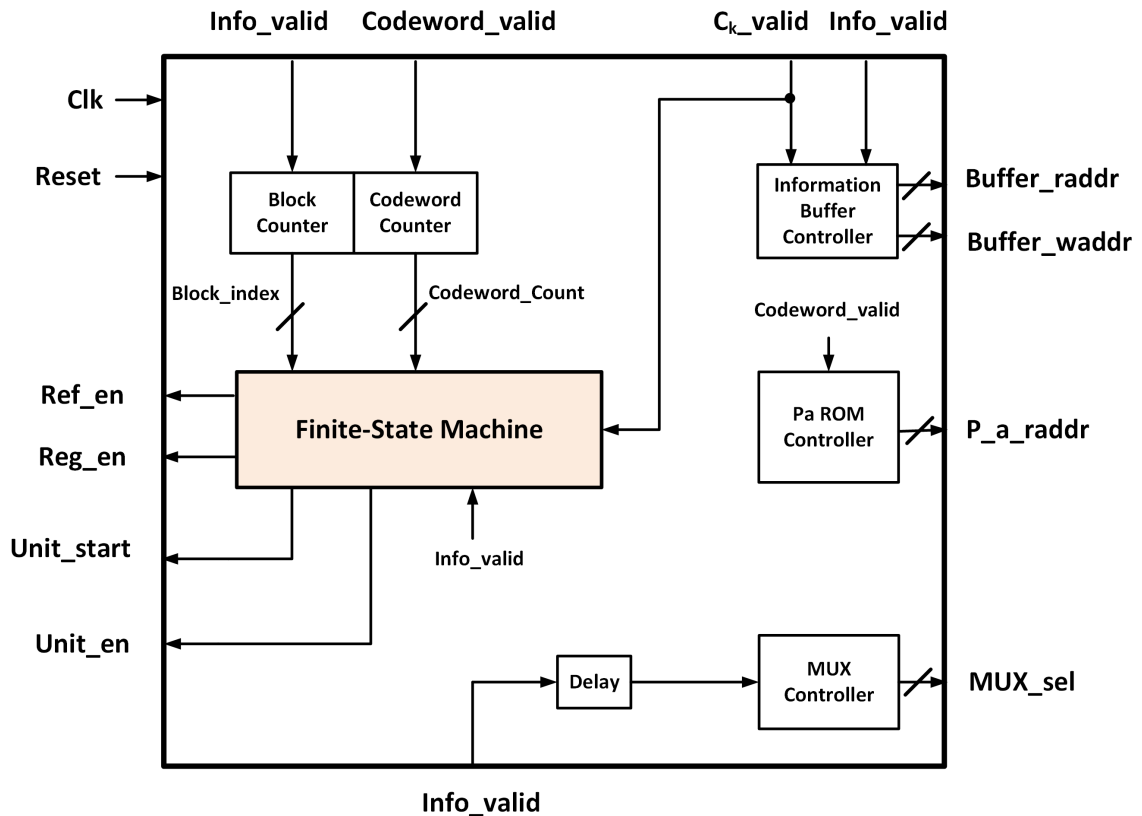 Info_valid
Codeword_valid
Cₖ_valid
Info_valid
Clk
Reset
Block
Counter
Codeword
Counter
Information
Buffer
Controller
Buffer_raddr
Buffer_waddr
Block_index
Codeword_Count
Codeword_valid
Ref_en
Reg_en
Finite-State Machine
Pa ROM
Controller
P_a_raddr
Unit_start
Info_valid
Unit_en
Delay
MUX
Controller
MUX_sel
Info_valid